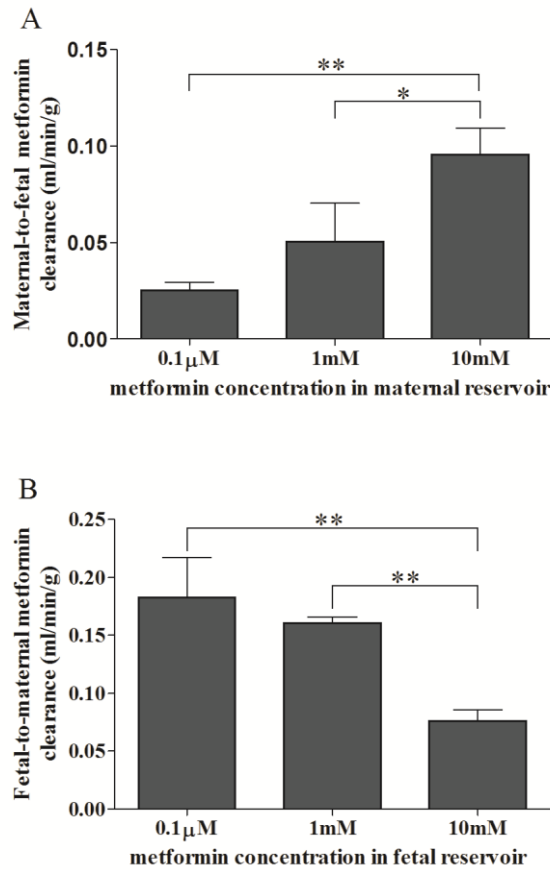 A
Maternal-to-fetal metformin
clearance (ml/min/g)
0.15
0.10
0.05
0.00
**
*
0.1μM 1mM 10mM
metformin concentration in maternal reservoir
B
Fetal-to-maternal metformin
clearance (ml/min/g)
0.25
0.20
0.15
0.10
0.05
0.00
**
**
0.1μM 1mM 10mM
metformin concentration in fetal reservoir